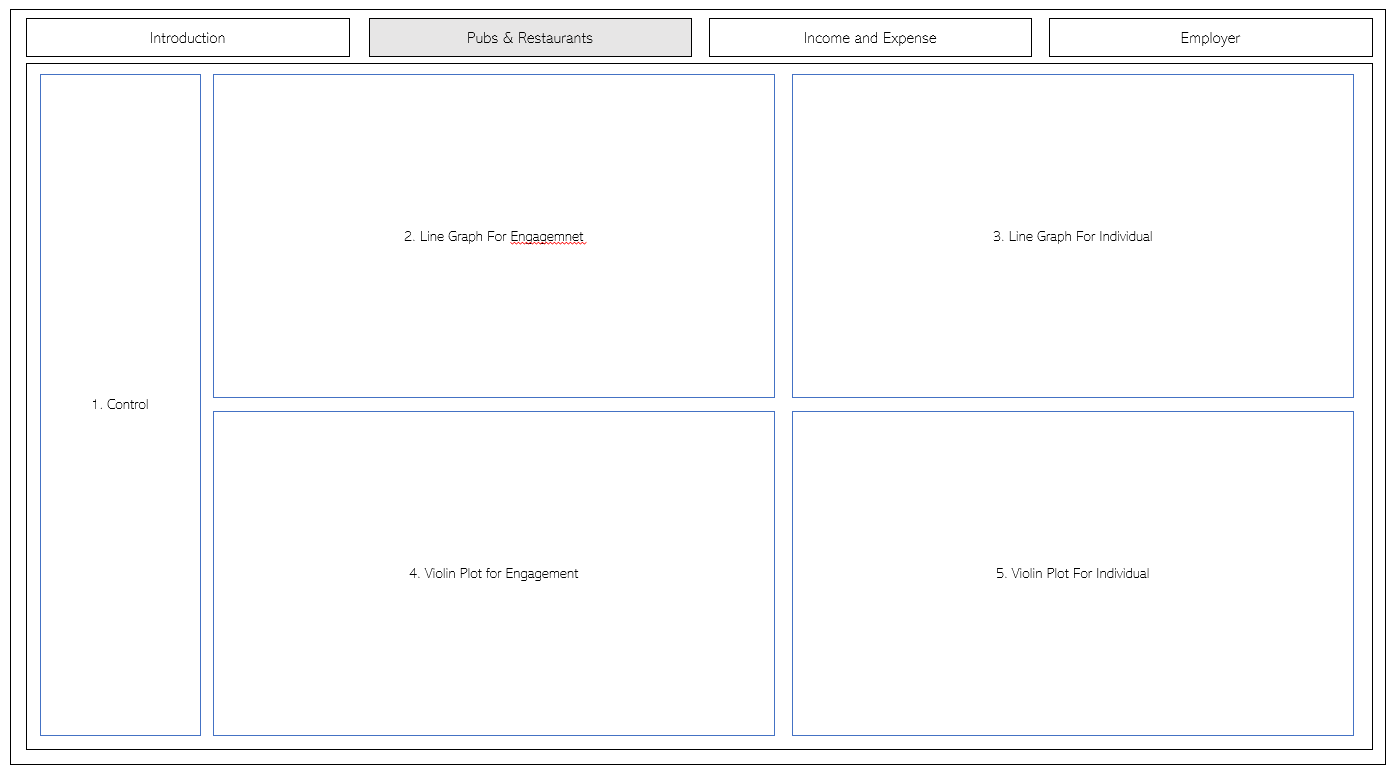 Introduction
Pubs & Restaurants
Income and Expense
Employer
1. Control
2. Line Graph For Engagemnet
3. Line Graph For Individual
4. Violin Plot for Engagement
5. Violin Plot For Individual